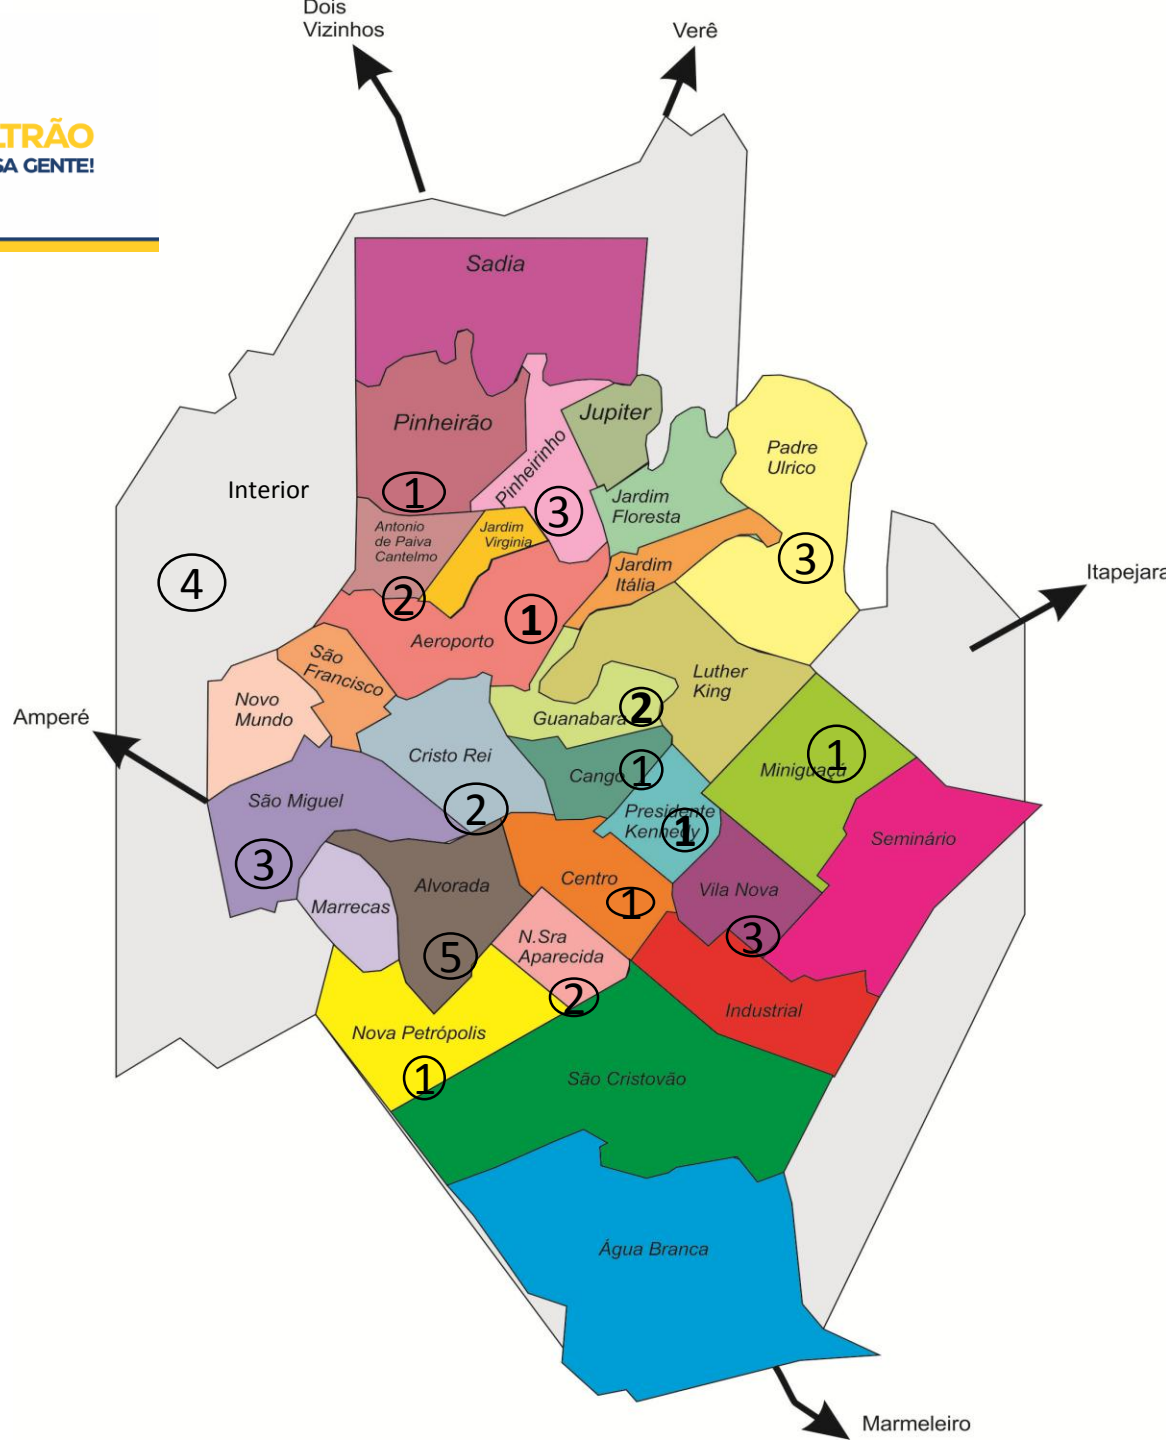 Dois
Vizinhos
Verê
LTRÃO
SA GENTE!
Sadia
Pinheirão
Pinheirinho
Jupiter
Padre
Ulrico
Interior
1
3
Jardim
Floresta
Antonio
de Paiva
Cantelmo
Jardim
Virginia
3
4
2
Jardim
Itália
Itapejara
1
Aeroporto
São
Francisco
Luther
King
Novo
Mundo
Guanabara
2
Amperé
Cristo Rei
Cango
1
Miniguaçú
1
São Miguel
2
Presidente
Kennedy
1
Seminário
3
Alvorada
Centro
1
Vila Nova
Marrecas
5
N.Sra
Aparecida
2
3
Industrial
Nova Petrópolis
1
São Cristovão
Água Branca
Marmeleiro